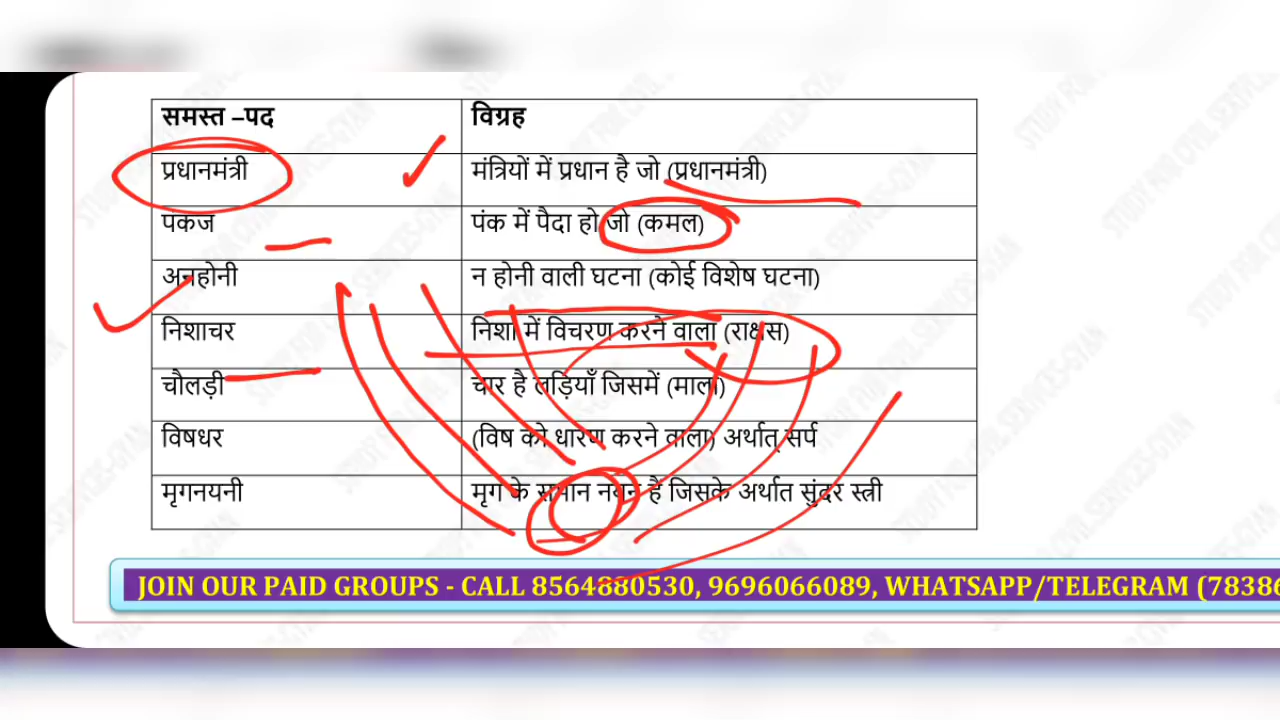 समस्त –पद विग्रह
प्रधानमंत्री मंत्रियों में प्रधान है जो (प्रधानमंत्री)
पकज पंक में पैदा हो जो (कमल)
अनहोनी न होनी वाली घटना (कोई विशेष घटना)
निशाचर निशा में विचरण करने वाला (राक्षस)
चौलड़ी चार है लड़ियाँ जिसमें (माला)
विषधर (विष को धारण करने वाला) अर्थात् सर्प
मृगनयनी मृग के समान नयन हैं जिसके अर्थात सुंदर स्त्री
JOIN OUR PAID GROUPS - CALL 8564880530, 9696066089, WHATSAPP/TELEGRAM (7838